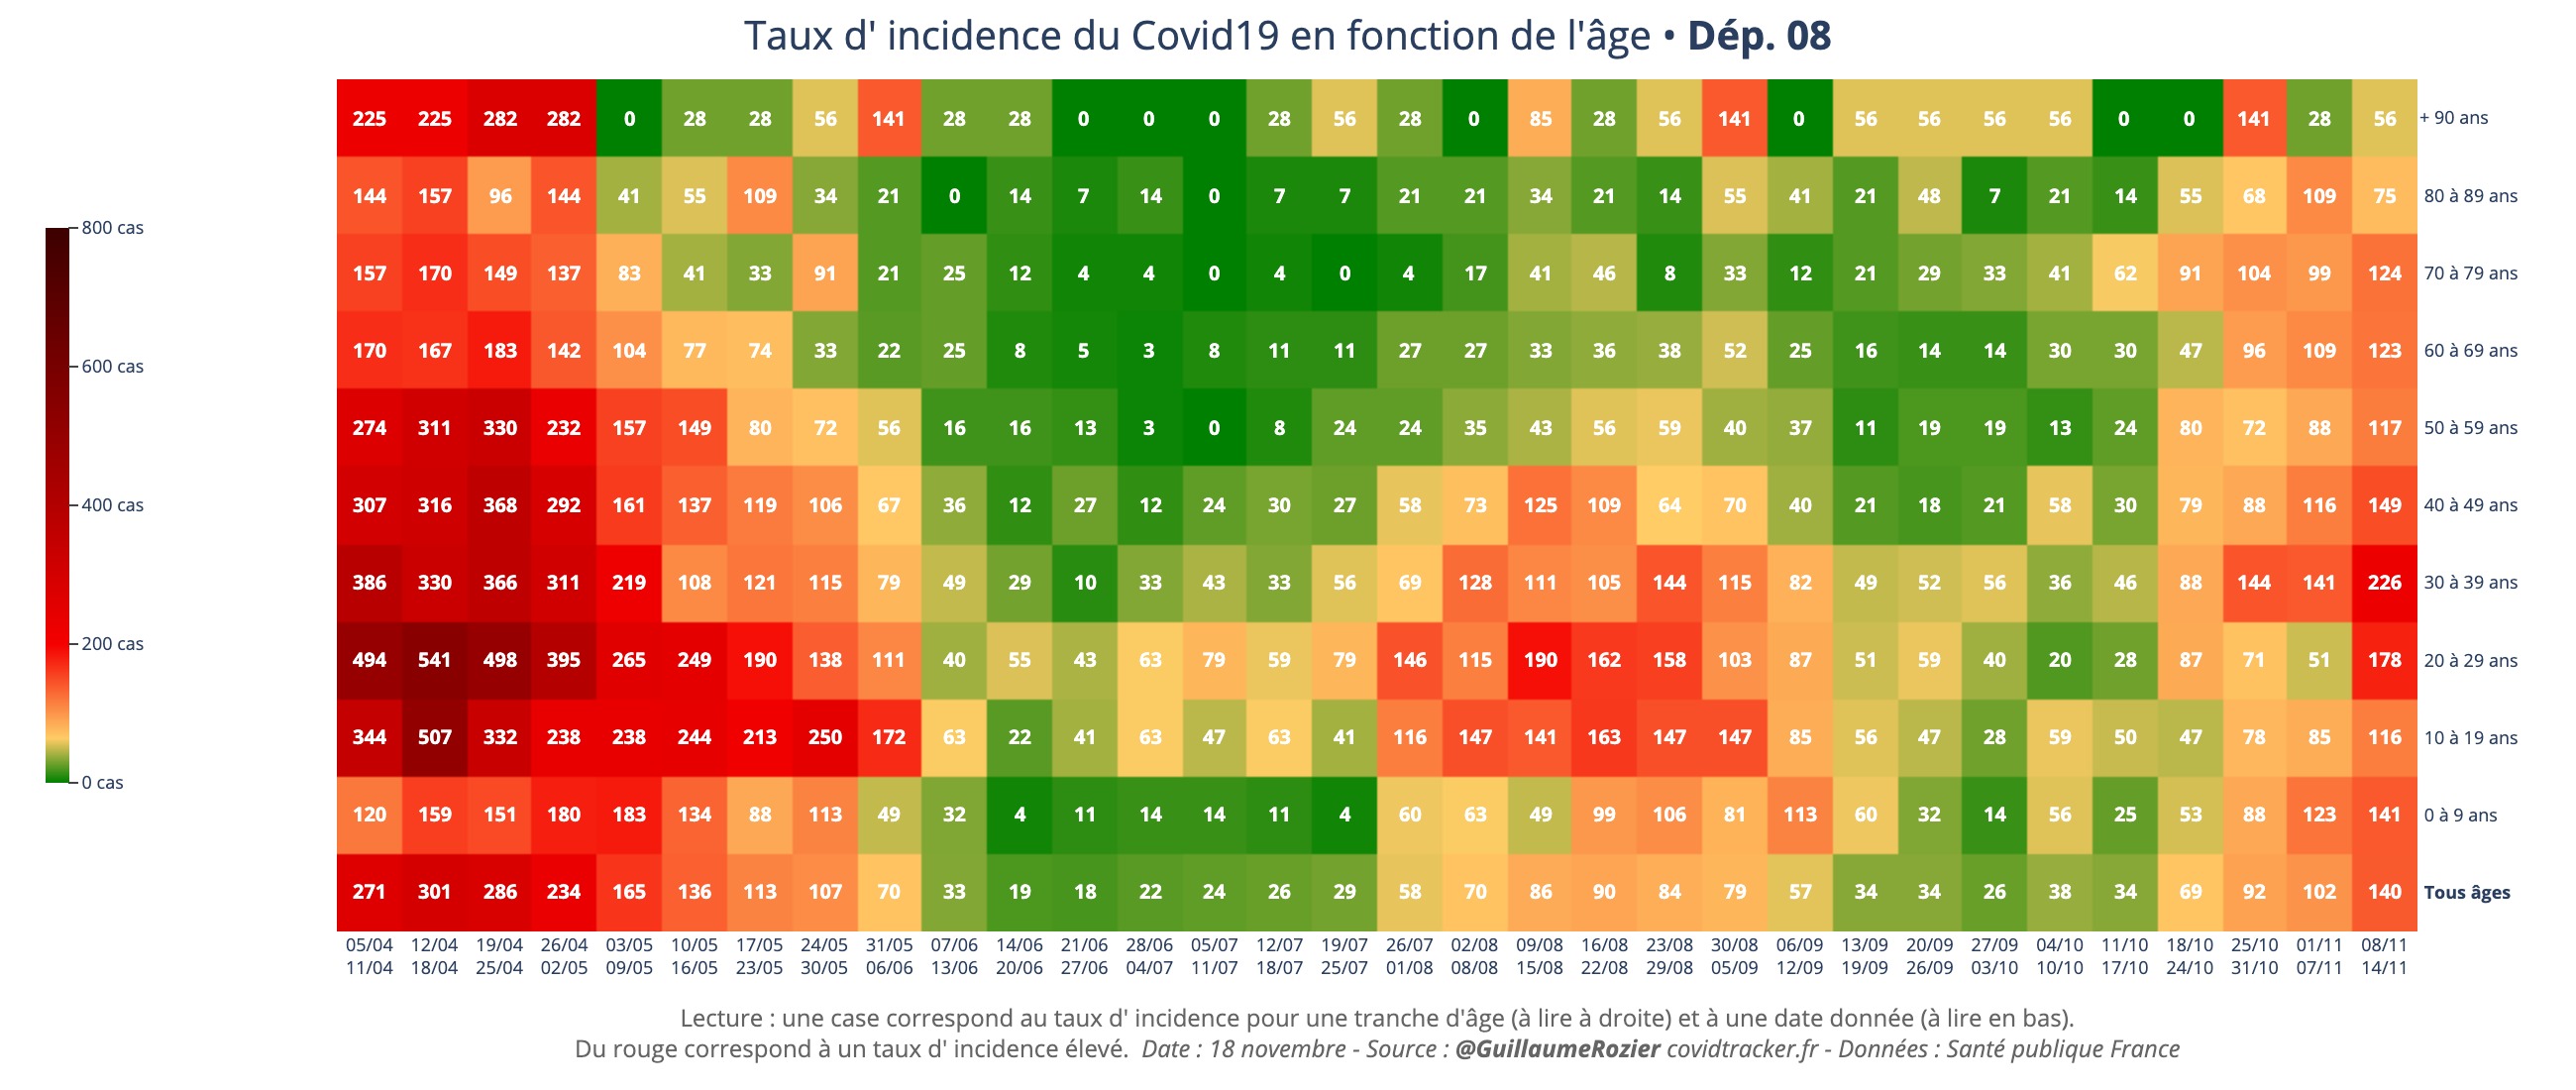 Taux d' incidence du Covid19 en fonction de l'âge • Dép. 08
800 cas
600 cas
400 cas
200 cas
0 cas
225 225 282 282 0 28 28 56 141 28 28 0 0 0 28 56 28 0 85 28 56 141 0 56 56 56 56 0 0 141 28 56 + 90 ans
144 157 96 144 41 55 109 34 21 0 14 7 14 0 7 7 21 21 34 21 14 55 41 21 48 7 21 14 55 68 109 75 80 à 89 ans
157 170 149 137 83 41 33 91 21 25 12 4 4 0 4 0 4 17 41 46 8 33 12 21 29 33 41 62 91 104 99 124 70 à 79 ans
170 167 183 142 104 77 74 33 22 25 8 5 3 8 11 11 27 27 33 36 38 52 25 16 14 14 30 30 47 96 109 123 60 à 69 ans
274 311 330 232 157 149 80 72 56 16 16 13 3 0 8 24 24 35 43 56 59 40 37 11 19 19 13 24 80 72 88 117 50 à 59 ans
307 316 368 292 161 137 119 106 67 36 12 27 12 24 30 27 58 73 125 109 64 70 40 21 18 21 58 30 79 88 116 149 40 à 49 ans
386 330 366 311 219 108 121 115 79 49 29 10 33 43 33 56 69 128 111 105 144 115 82 49 52 56 36 46 88 144 141 226 30 à 39 ans
494 541 498 395 265 249 190 138 111 40 55 43 63 79 59 79 146 115 190 162 158 103 87 51 59 40 20 28 87 71 51 178 20 à 29 ans
344 507 332 238 238 244 213 250 172 63 22 41 63 47 63 41 116 147 141 163 147 147 85 56 47 28 59 50 47 78 85 116 10 à 19 ans
120 159 151 180 183 134 88 113 49 32 4 11 14 14 11 4 60 63 49 99 106 81 113 60 32 14 56 25 53 88 123 141 0 à 9 ans
271 301 286 234 165 136 113 107 70 33 19 18 22 24 26 29 58 70 86 90 84 79 57 34 34 26 38 34 69 92 102 140 Tous âges
05/04 12/04 19/04 26/04 03/05 10/05 17/05 24/05 31/05 07/06 14/06 21/06 28/06 05/07 12/07 19/07 26/07 02/08 09/08 16/08 23/08 30/08 06/09 13/09 20/09 27/09 04/10 11/10 18/10 25/10 01/11 08/11
11/04 18/04 25/04 02/05 09/05 16/05 23/05 30/05 06/06 13/06 20/06 27/06 04/07 11/07 18/07 25/07 01/08 08/08 15/08 22/08 29/08 05/09 12/09 19/09 26/09 03/10 10/10 17/10 24/10 31/10 07/11 14/11
Lecture : une case correspond au taux d' incidence pour une tranche d'âge (à lire à droite) et à une date donnée (à lire en bas).
Du rouge correspond à un taux d' incidence élevé. Date : 18 novembre - Source : @GuillaumeRozier covidtracker.fr - Données : Santé publique France